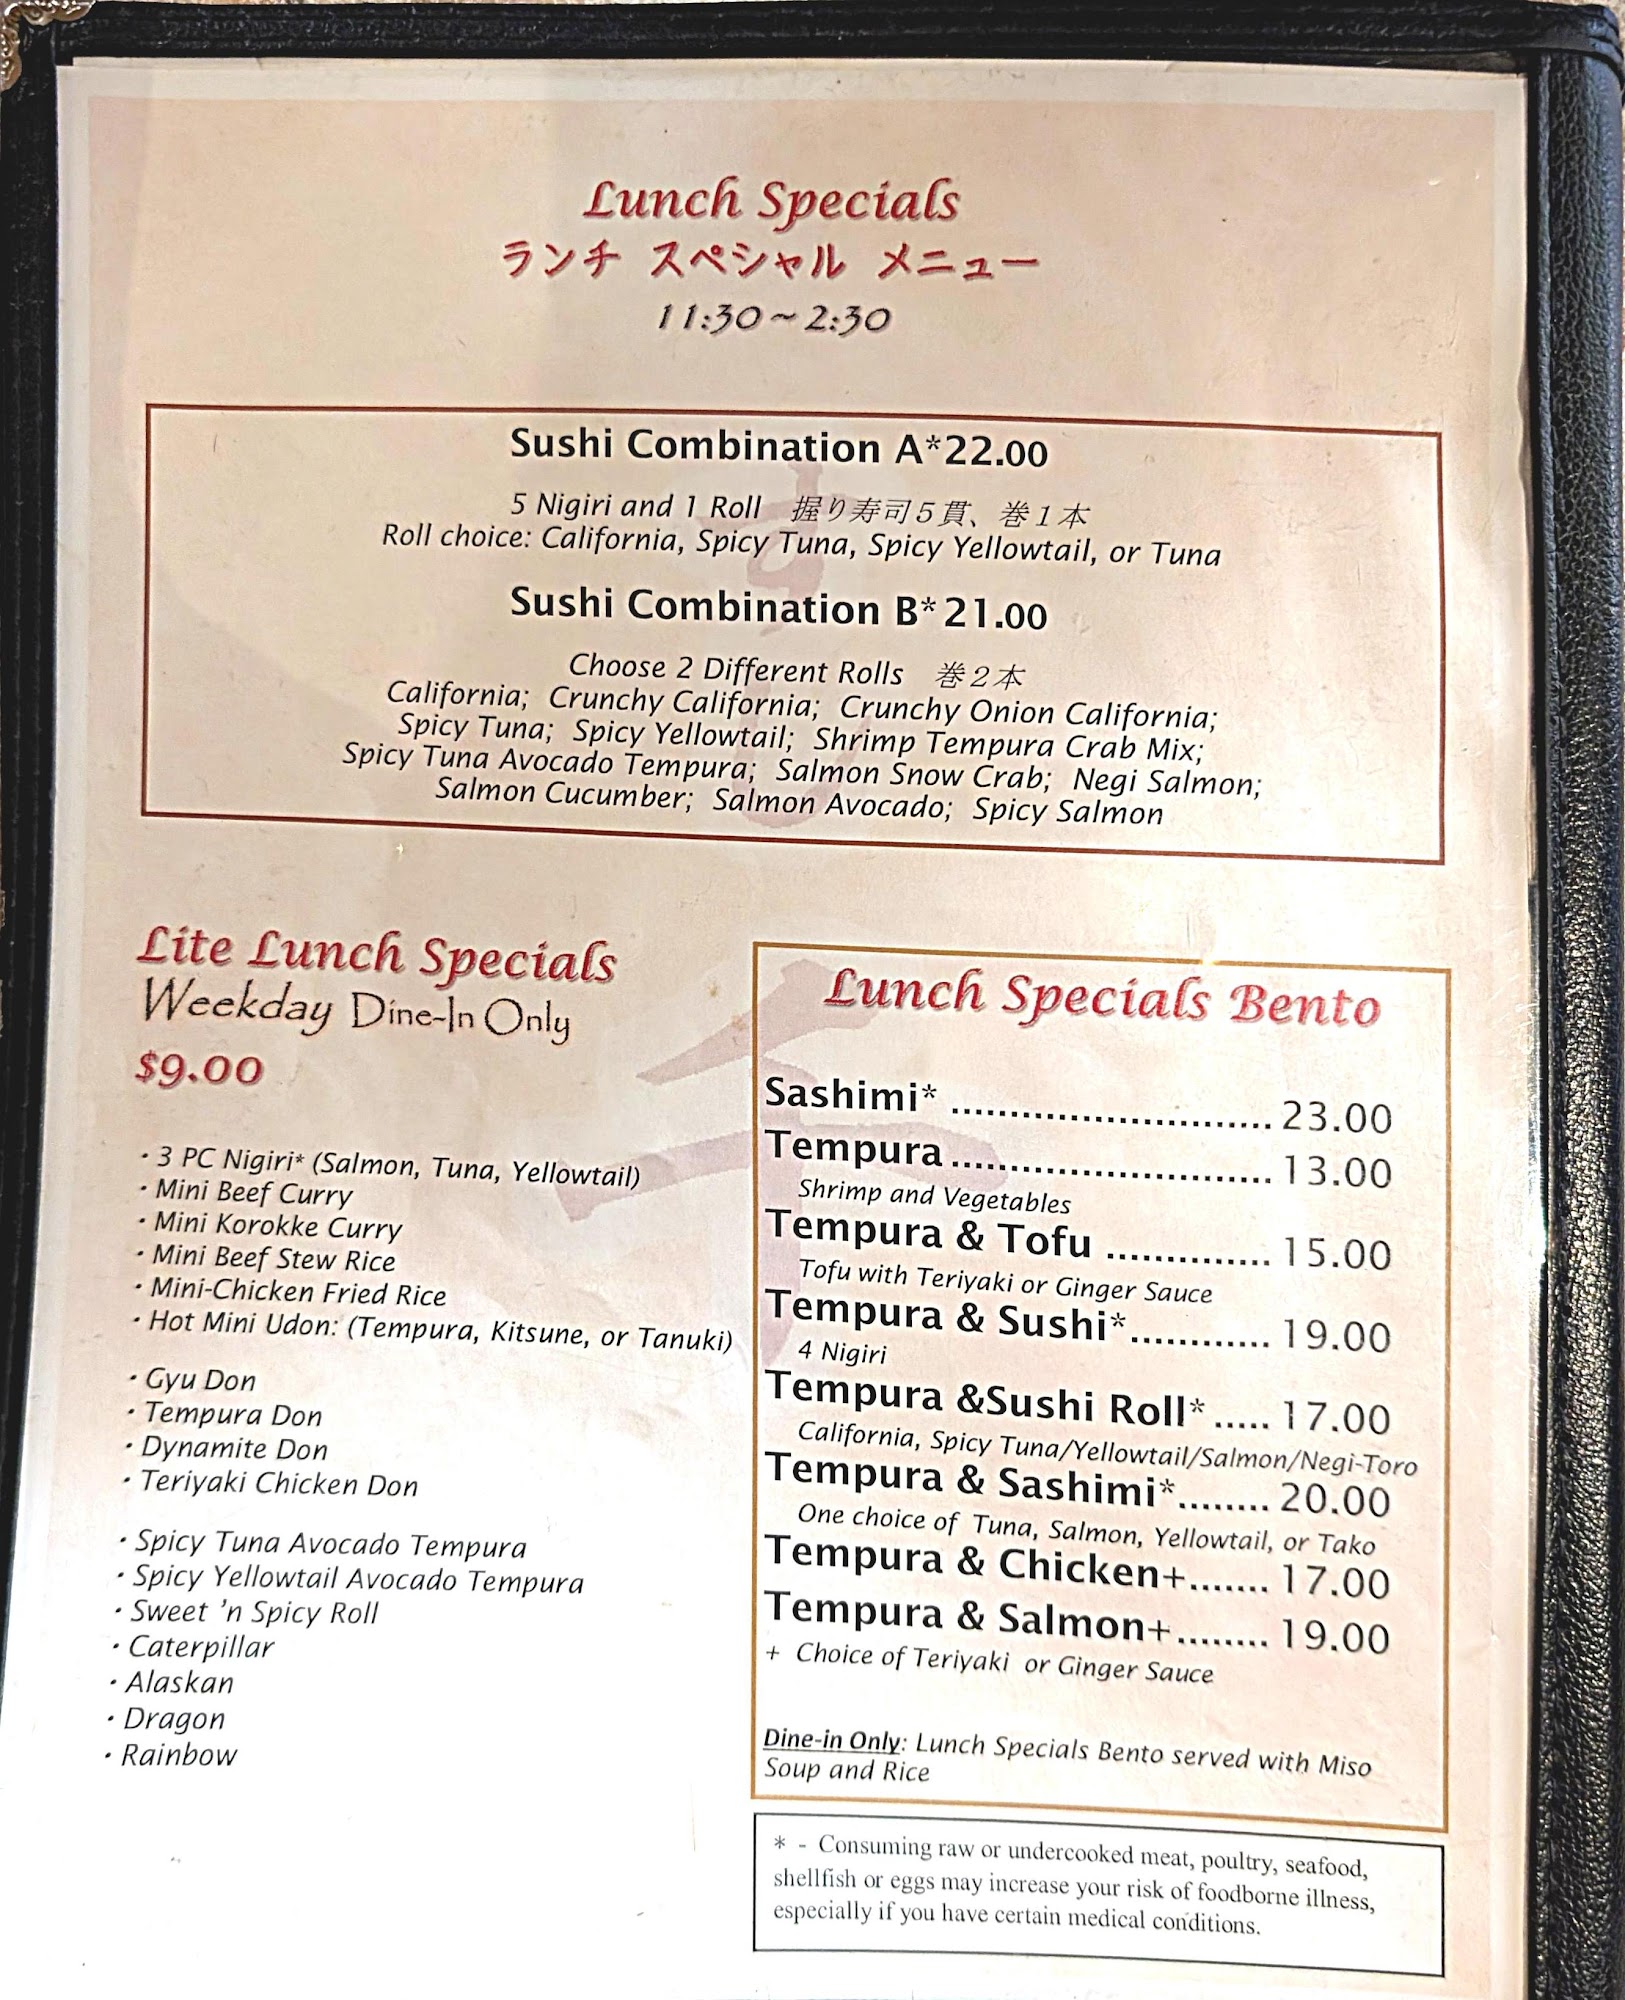 Lunch Specials
ランチ スペシャル メニュー
11:30～2:30
Sushi Combination A*22.00
5 Nigiri and 1 Roll 握り寿司５貫、巻１本
Roll choice: California, Spicy Tuna, Spicy Yellowtail, or Tuna
Sushi Combination B* 21.00
Choose 2 Different Rolls 巻２本
California; Crunchy California; Crunchy Onion California;
Spicy Tuna; Spicy Yellowtail; Shrimp Tempura Crab Mix;
Spicy Tuna Avocado Tempura; Salmon Snow Crab; Negi Salmon;
Salmon Cucumber; Salmon Avocado; Spicy Salmon
Lite Lunch Specials
Weekday Dine-In Only
$9.00
· 3 PC Nigiri* (Salmon, Tuna, Yellowtail)
· Mini Beef Curry
· Mini Korokke Curry
· Mini Beef Stew Rice
· Mini-Chicken Fried Rice
· Hot Mini Udon: (Tempura, Kitsune, or Tanuki)
· Gyu Don
· Tempura Don
· Dynamite Don
· Teriyaki Chicken Don
· Spicy Tuna Avocado Tempura
· Spicy Yellowtail Avocado Tempura
· Sweet 'n Spicy Roll
· Caterpillar
· Alaskan
· Dragon
· Rainbow
Lunch Specials Bento
Sashimi* ........................... 23.00
Tempura........................... 13.00
Shrimp and Vegetables
Tempura & Tofu .............. 15.00
Tofu with Teriyaki or Ginger Sauce
Tempura & Sushi*............ 19.00
4 Nigiri
Tempura &Sushi Roll* ..... 17.00
California, Spicy Tuna/Yellowtail/Salmon/Negi-Toro
Tempura & Sashimi*........ 20.00
One choice of Tuna, Salmon, Yellowtail, or Tako
Tempura & Chicken+....... 17.00
Tempura & Salmon+........ 19.00
+ Choice of Teriyaki or Ginger Sauce
Dine-in Only: Lunch Specials Bento served with Miso
Soup and Rice
* - Consuming raw or undercooked meat, poultry, seafood,
shellfish or eggs may increase your risk of foodborne illness,
especially if you have certain medical conditions.